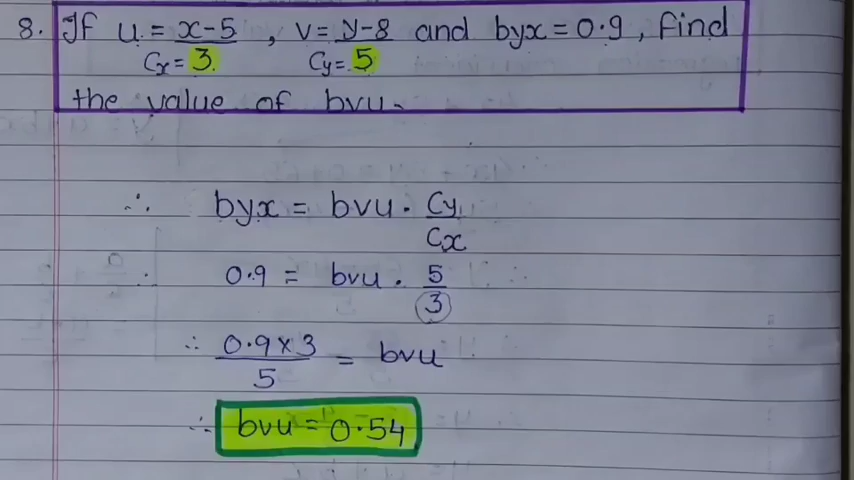 8. If u = x-5 , v = y-8 and byx = 0.9 , find
Cx = 3 Cy = 5
the value of bvu.
∴ byx = bvu . Cy
Cx
∴ 0.9 = bvu . 5
3
∴ 0.9 x 3 = bvu
5
∴ bvu = 0.54